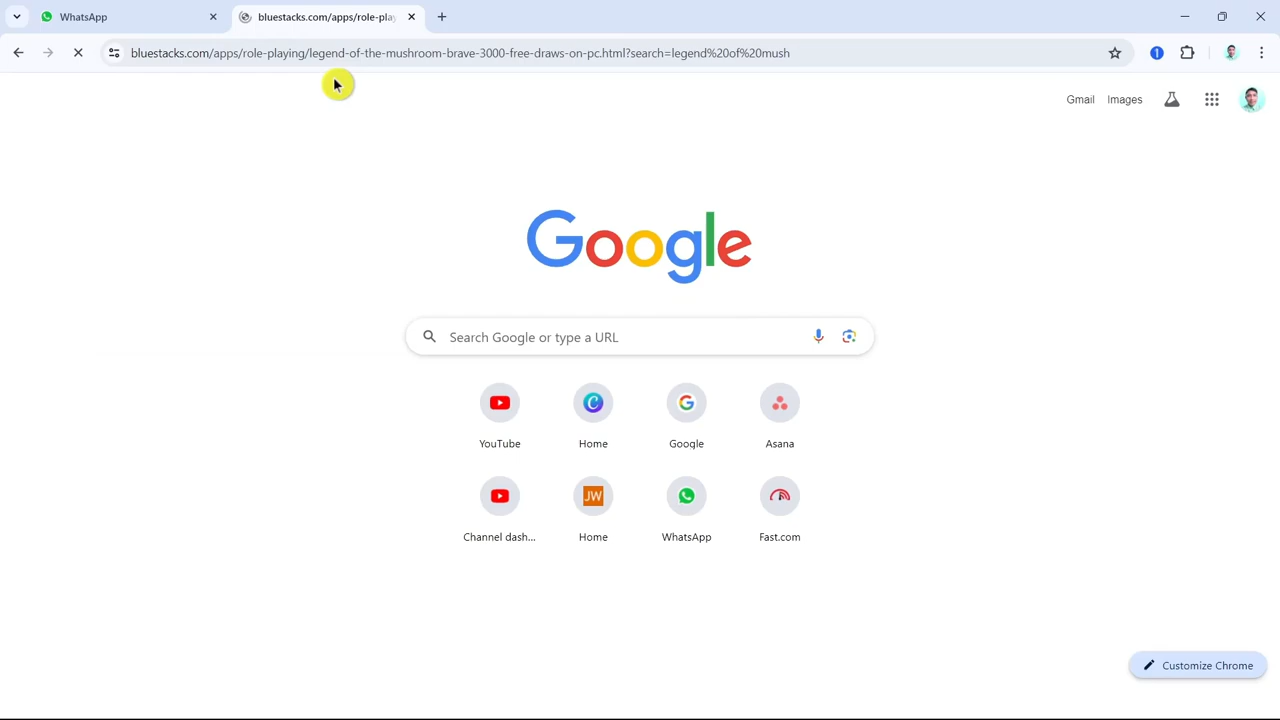 WhatsApp
bluestacks.com/apps/role-play
bluestacks.com/apps/role-playing/legend-of-the-mushroom-brave-3000-free-draws-on-pc.html?search=legend%20of%20mush
1
Gmail Images
Google
Search Google or type a URL
YouTube Home Google Asana
JW
Channel dash... Home WhatsApp Fast.com
Customize Chrome